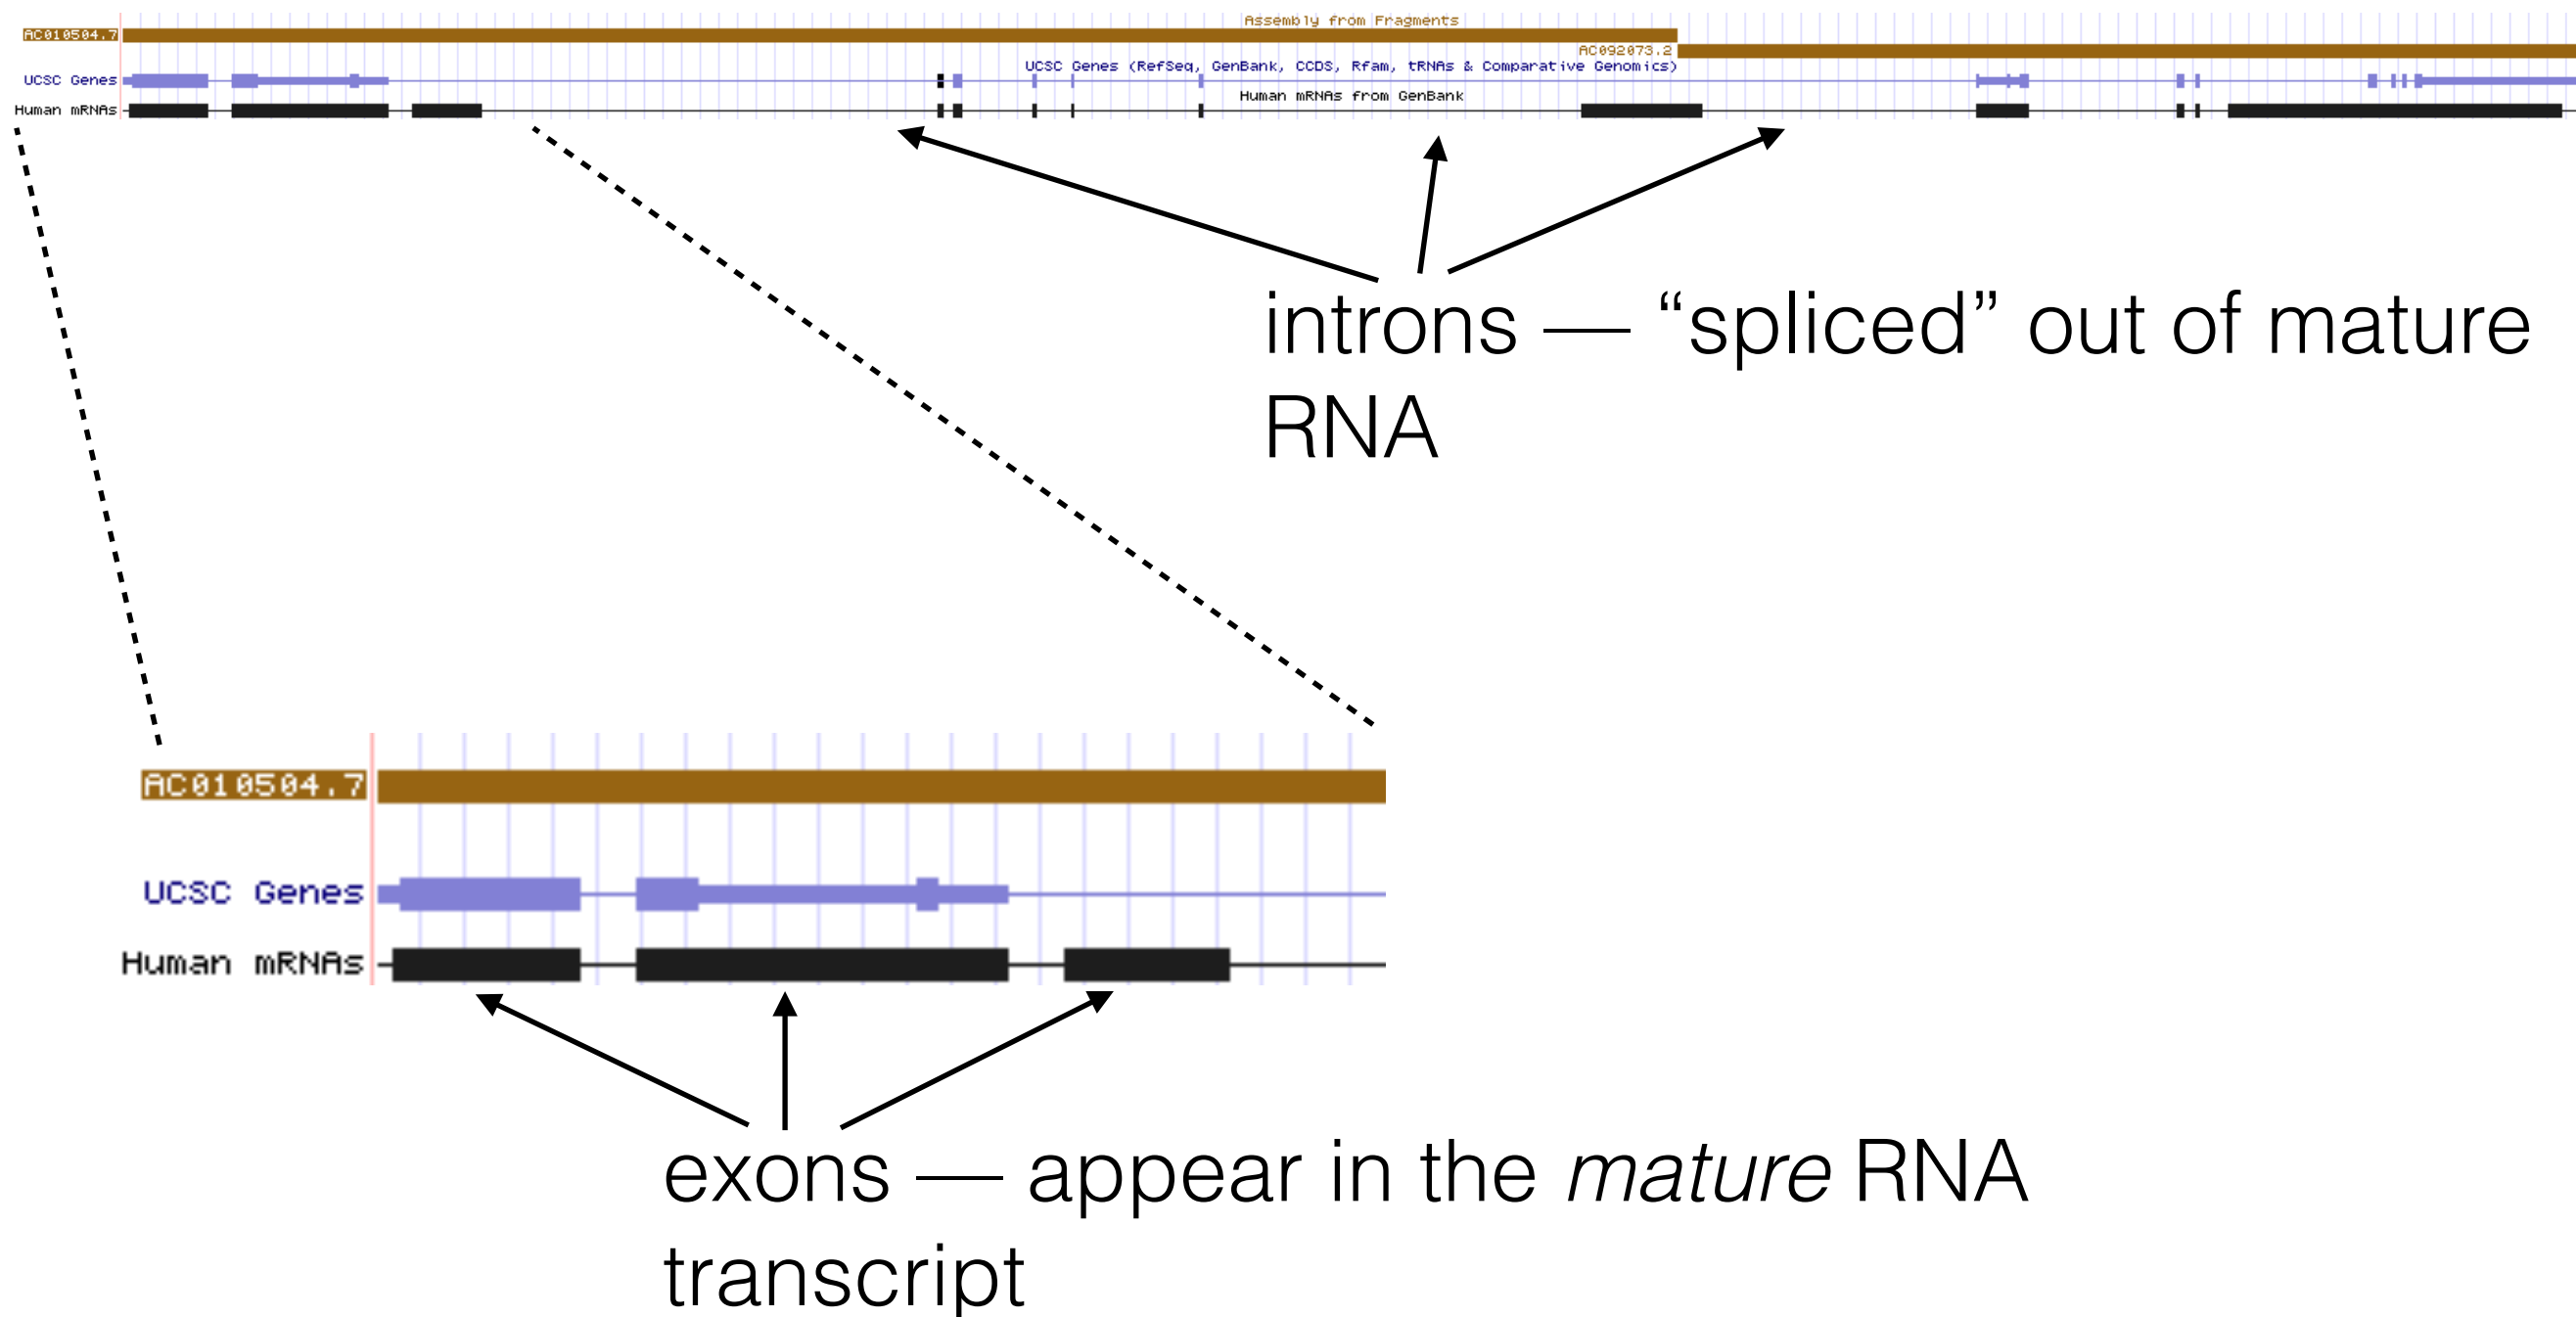 Assembly from Fragments
AC010504.7
AC092073.2
UCSC Genes (RefSeq, GenBank, CCDS, Rfam, tRNAs & Comparative Genomics)
UCSC Genes
Human mRNAs from GenBank
Human mRNAs
introns — “spliced” out of mature
RNA
AC010504.7
UCSC Genes
Human mRNAs
exons — appear in the mature RNA
transcript